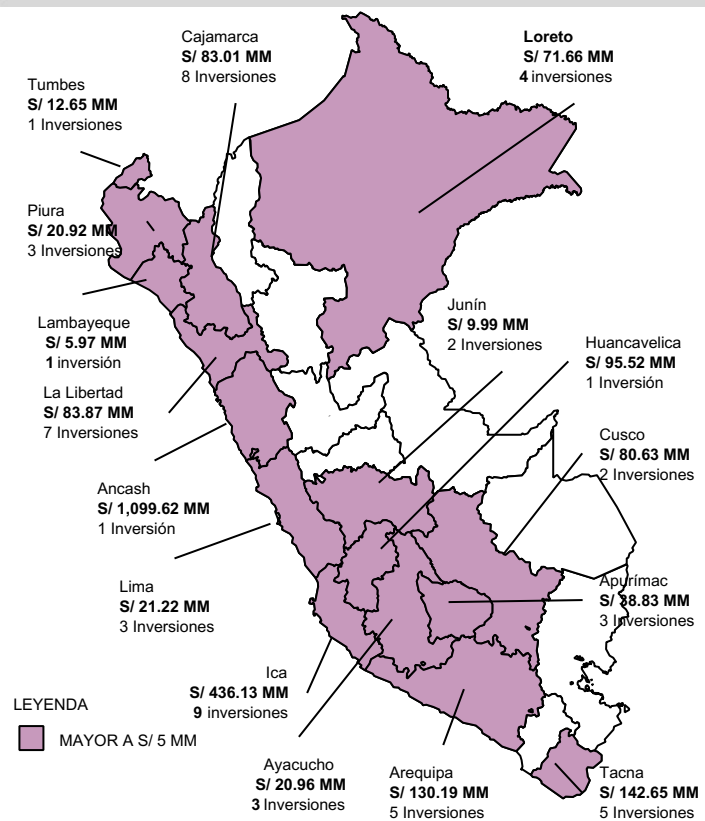 Cajamarca
S/ 83.01 MM
8 Inversiones
Loreto
S/ 71.66 MM
4 inversiones
Tumbes
S/ 12.65 MM
1 Inversiones
Piura
S/ 20.92 MM
3 Inversiones
Lambayeque
S/ 5.97 MM
1 inversión
La Libertad
S/ 83.87 MM
7 Inversiones
Junín
S/ 9.99 MM
2 Inversiones
Huancavelica
S/ 95.52 MM
1 Inversión
Cusco
S/ 80.63 MM
2 Inversiones
Ancash
S/ 1,099.62 MM
1 Inversión
Lima
S/ 21.22 MM
3 Inversiones
Apurímac
S/ 38.83 MM
3 Inversiones
Ica
S/ 436.13 MM
9 inversiones
LEYENDA
MAYOR A S/ 5 MM
Ayacucho
S/ 20.96 MM
3 Inversiones
Arequipa
S/ 130.19 MM
5 Inversiones
Tacna
S/ 142.65 MM
5 Inversiones